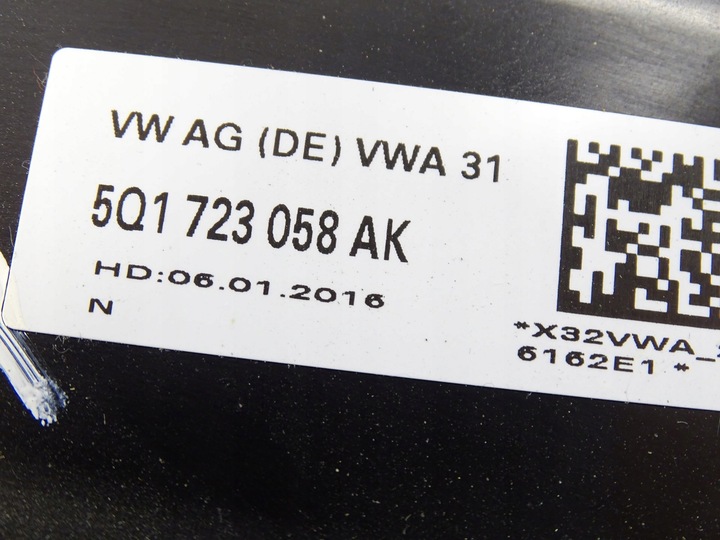 VW AG (DE) VWA 31
5Q1 723 058 AK
HD:06.01.2016
N
*X32VWA_
6162E1 *